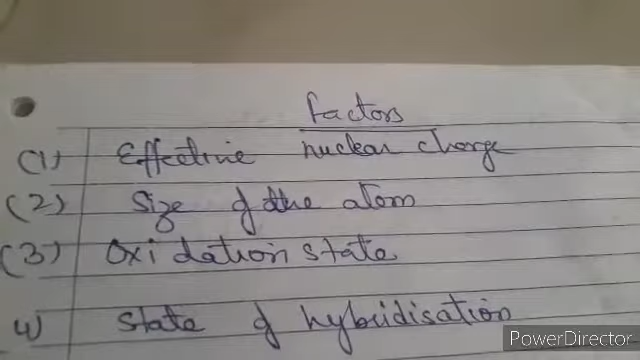 Factors
(1) Effective nuclear charge
(2) Size of the atom
(3) Oxidation state
4) State of hybridisation
PowerDirector